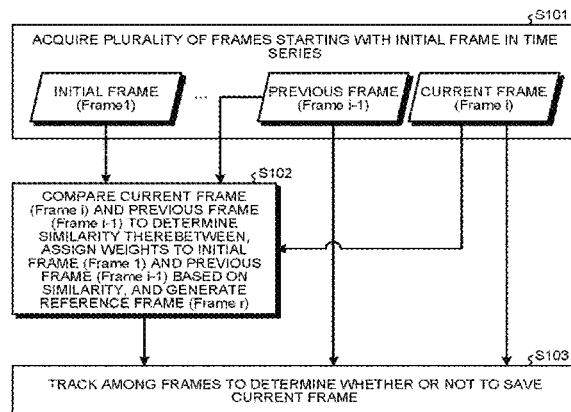 S101
ACQUIRE PLURALITY OF FRAMES STARTING WITH INITIAL FRAME IN TIME
SERIES
INITIAL FRAME
(Frame1)
...
PREVIOUS FRAME
(Frame i-1)
CURRENT FRAME
(Frame i)
S102
COMPARE CURRENT FRAME
(Frame i) AND PREVIOUS FRAME
(Frame i-1) TO DETERMINE
SIMILARITY THEREBETWEEN,
ASSIGN WEIGHTS TO INITIAL
FRAME (Frame 1) AND PREVIOUS
FRAME (Frame i-1) BASED ON
SIMILARITY, AND GENERATE
REFERENCE FRAME (Frame r)
S103
TRACK AMONG FRAMES TO DETERMINE WHETHER OR NOT TO SAVE
CURRENT FRAME